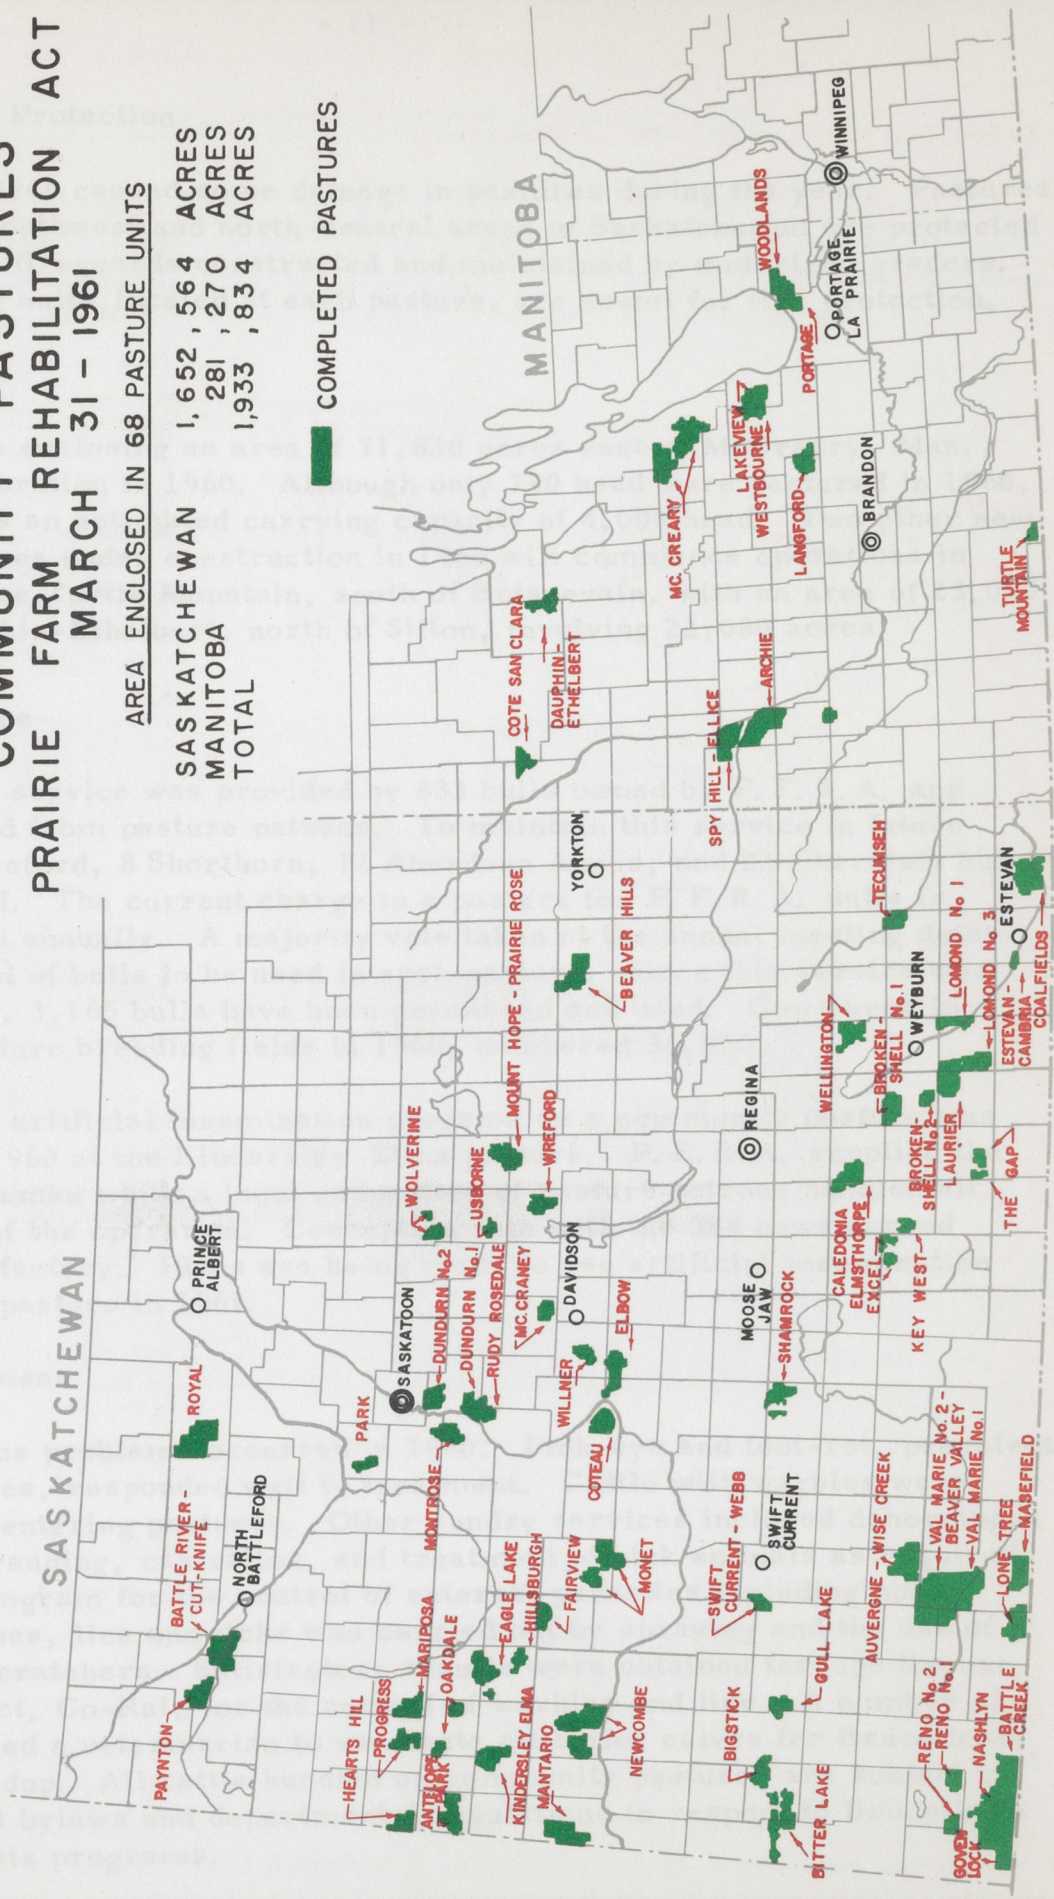 COMMUNITY PASTURES
PRAIRIE FARM REHABILITATION ACT
MARCH 31 - 1961
AREA ENCLOSED IN 68 PASTURE UNITS
SASKATCHEWAN 1,652,564 ACRES
MANITOBA 281,270 ACRES
TOTAL 1,933,834 ACRES
COMPLETED PASTURES
SASKATCHEWAN
MANITOBA
PAYNTON
BATTLE RIVER -
CUT-KNIFE
NORTH
BATTLEFORD
ROYAL
PRINCE
ALBERT
HEARTS HILL
PROGRESS
MARIPOSA
OAKDALE
ANTELOPE
PARK
PARK
SASKATOON
MONTROSE
DUNDURN No.2
DUNDURN No.1
RUDY ROSEDALE
MC.CRANEY
WOLVERINE
USBORNE
MOUNT HOPE - PRAIRIE ROSE
WREFORD
EAGLE LAKE
HILLSBURGH
FAIRVIEW
KINDERSLEY ELMA
MANTARIO
NEWCOMBE
MONET
COTEAU
WILLNER
ELBOW
DAVIDSON
YORKTON
BEAVER HILLS
COTE SAN CLARA
DAUPHIN -
ETHELBERT
MC. CREARY
LAKEVIEW
WESTBOURNE
LANGFORD
PORTAGE
WOODLANDS
PORTAGE
LA PRAIRIE
WINNIPEG
BRANDON
SPY HILL - ELLICE
ARCHIE
TURTLE
MOUNTAIN
BIGSTICK
BITTER LAKE
GULL LAKE
SWIFT
CURRENT - WEBB
SWIFT
CURRENT
SHAMROCK
MOOSE
JAW
REGINA
CALEDONIA
ELMSTHORPE
EXCEL
KEY WEST
WELLINGTON
BROKEN -
SHELL No.1
BROKEN -
SHELL No.2
LAURIER
THE GAP
WEYBURN
TECUMSEH
LOMOND No 1
LOMOND No 3
ESTEVAN -
CAMBRIA
ESTEVAN
COALFIELDS
AUVERGNE - WISE CREEK
VAL MARIE No. 2 -
BEAVER VALLEY
VAL MARIE No.1
LONE TREE
MASEFIELD
RENO No.2
RENO No.1
NASHLYN
BATTLE
CREEK
GOVEN
LOCK